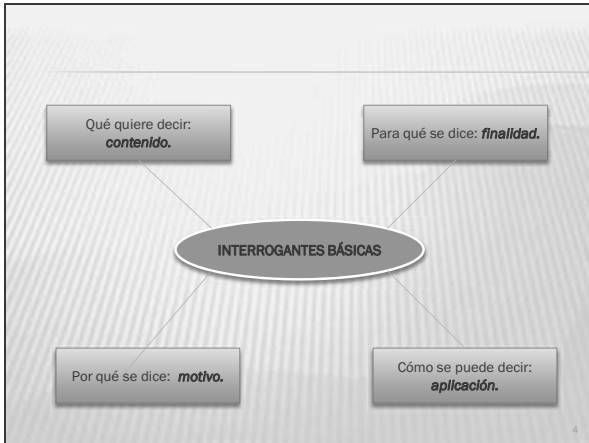 Qué quiere decir:
contenido.
Para qué se dice: finalidad.
INTERROGANTES BÁSICAS
Por qué se dice: motivo.
Cómo se puede decir:
aplicación.
4